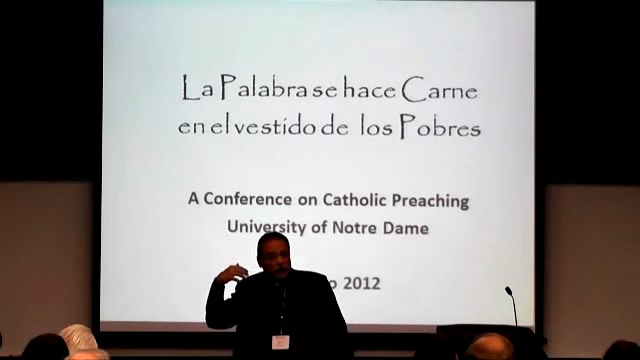 La Palabra se hace Carne
en el vestido de los Pobres
A Conference on Catholic Preaching
University of Notre Dame
2012